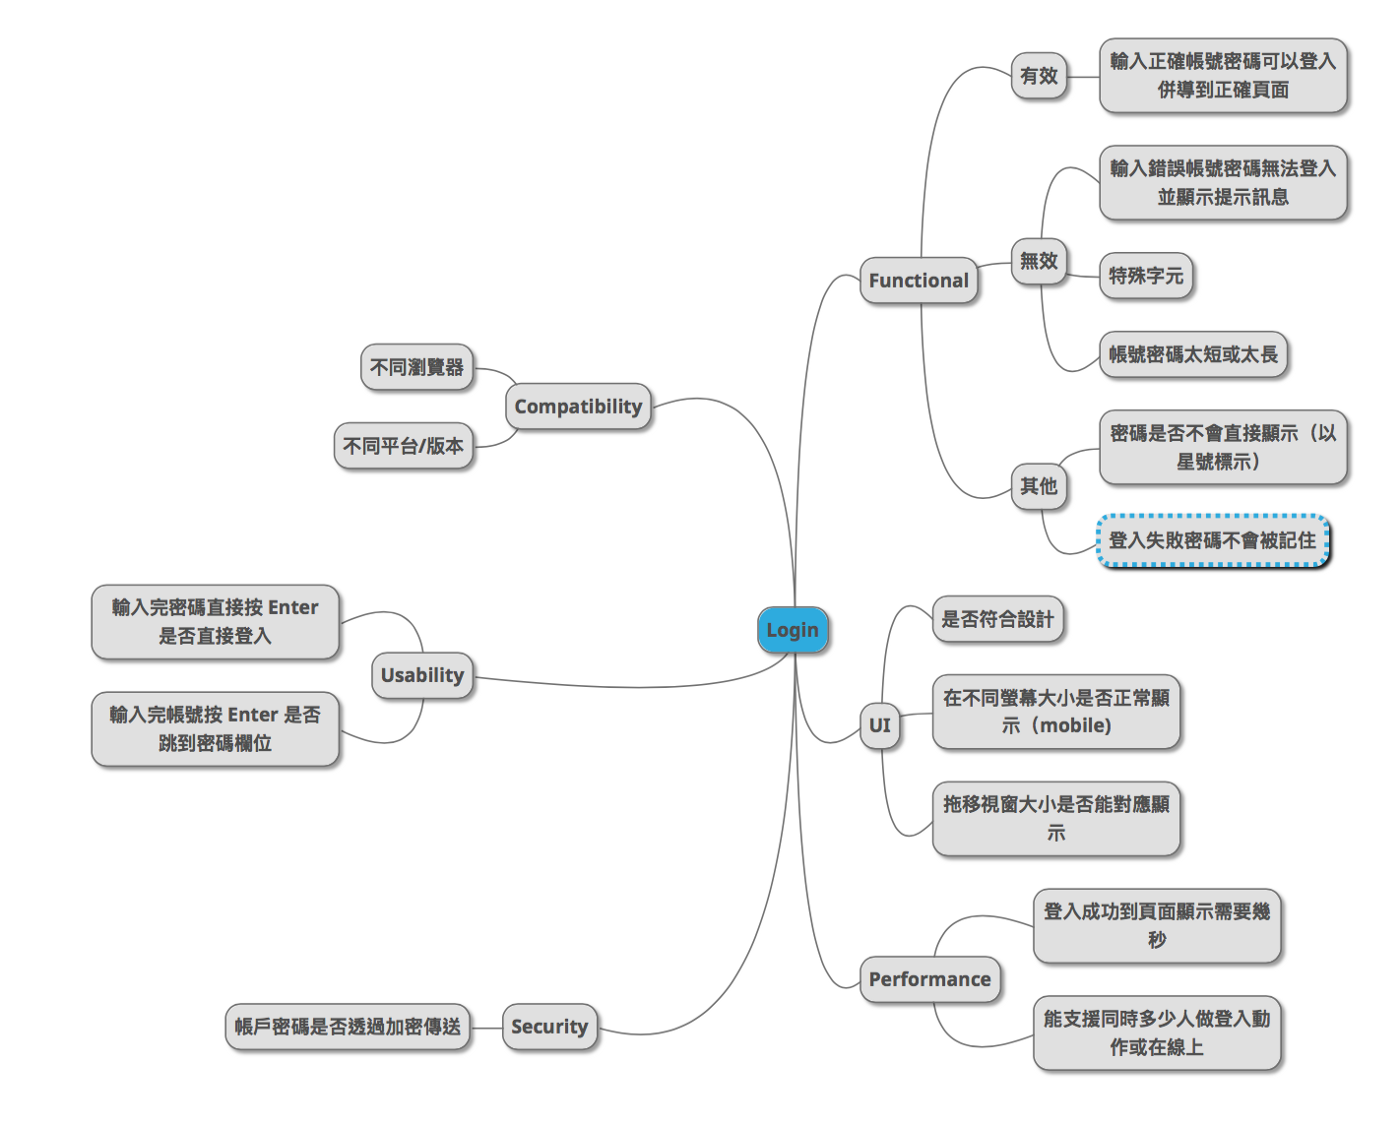 Login
Functional
有效
輸入正確帳號密碼可以登入
併導到正確頁面
無效
輸入錯誤帳號密碼無法登入
並顯示提示訊息
特殊字元
帳號密碼太短或太長
其他
密碼是否不會直接顯示（以
星號標示）
登入失敗密碼不會被記住
UI
是否符合設計
在不同螢幕大小是否正常顯
示（mobile)
拖移視窗大小是否能對應顯
示
Performance
登入成功到頁面顯示需要幾
秒
能支援同時多少人做登入動
作或在線上
Compatibility
不同瀏覽器
不同平台/版本
Usability
輸入完密碼直接按 Enter
是否直接登入
輸入完帳號按 Enter 是否
跳到密碼欄位
Security
帳戶密碼是否透過加密傳送